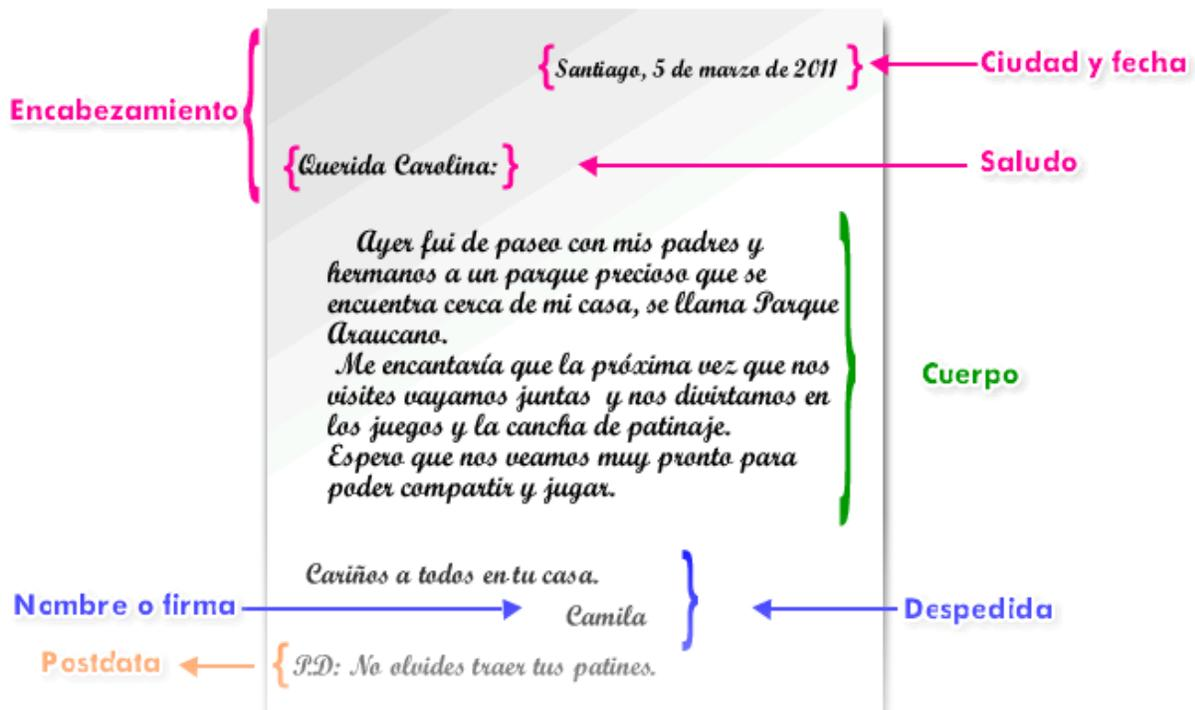 Santiago, 5 de marzo de 2011
Ciudad y fecha
Encabezamiento
Querida Carolina:
Saludo
Ayer fui de paseo con mis padres y
hermanos a un parque precioso que se
encuentra cerca de mi casa, se llama Parque
Araucano.
Me encantaría que la próxima vez que nos
visites vayamos juntas y nos divirtamos en
los juegos y la cancha de patinaje.
Espero que nos veamos muy pronto para
poder compartir y jugar.
Cuerpo
Cariños a todos en tu casa.
Nombre o firma
Camila
Despedida
Postdata
P.D: No olvides traer tus patines.